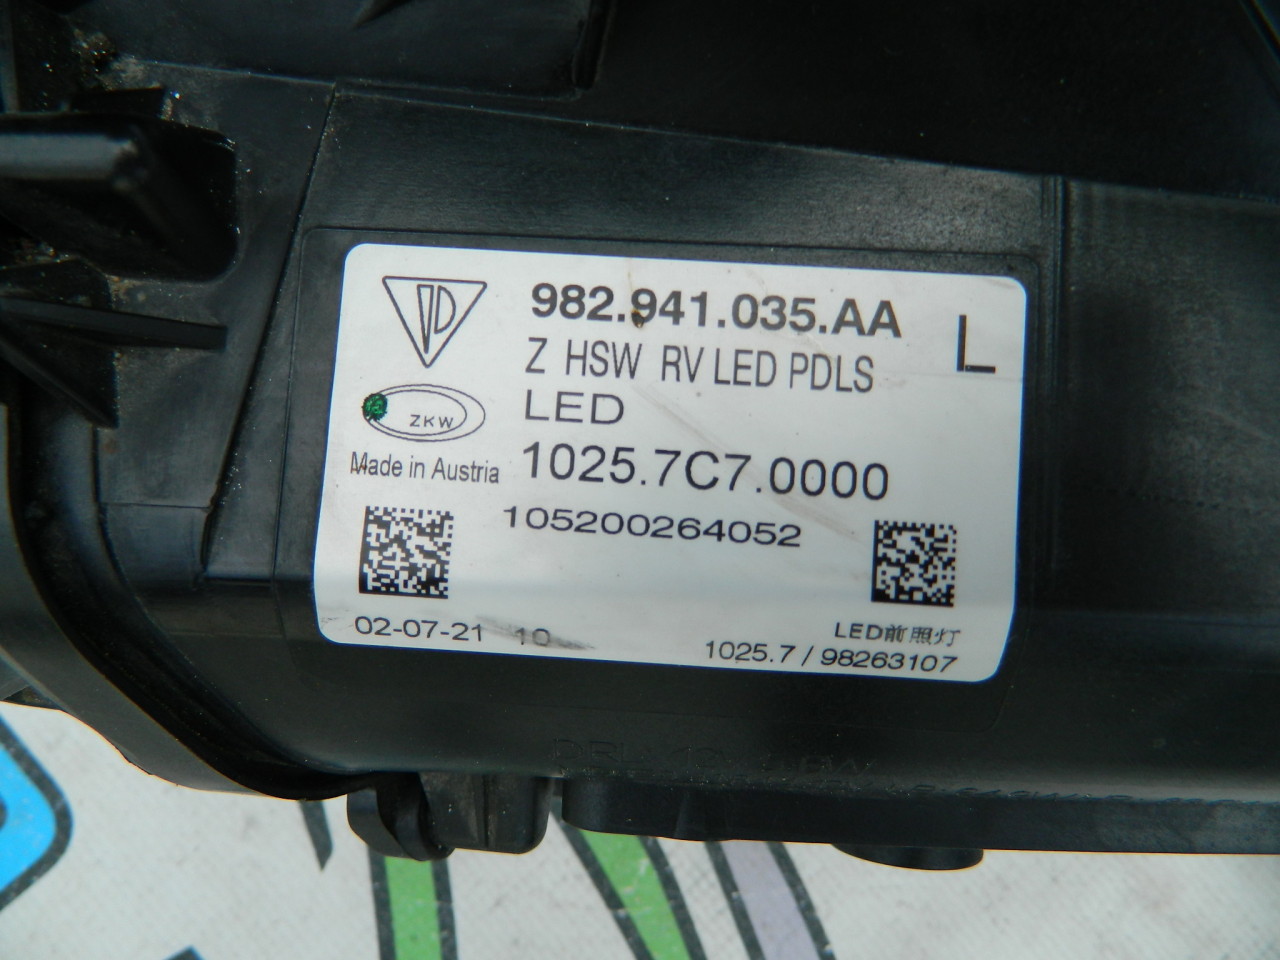 982.941.035.AA L
Z HSW RV LED PDLS
LED
ZKW
Made in Austria
1025.7C7.0000
105200264052
02-07-21 10
LED前照灯
1025.7 / 98263107
DRL